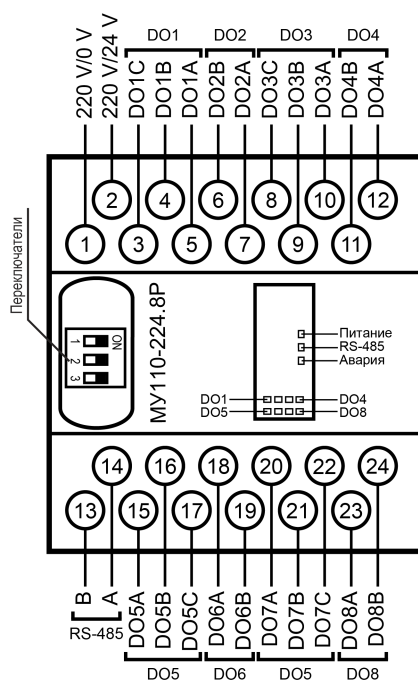 DO1 DO2 DO3 DO4
220 V/0 V
220 V/24 V
DO1C
DO1B
DO1A
DO2B
DO2A
DO3C
DO3B
DO3A
DO4B
DO4A
2 4 6 8 10 12
1 3 5 7 9 11
Переключатели
ON
1
2
3
МУ110-224.8Р
Питание
RS-485
Авария
DO1 DO4
DO5 DO8
14 16 18 20 22 24
13 15 17 19 21 23
B
A
DO5A
DO5B
DO5C
DO6A
DO6B
DO7A
DO7B
DO7C
DO8A
DO8B
RS-485
DO5 DO6 DO5 DO8